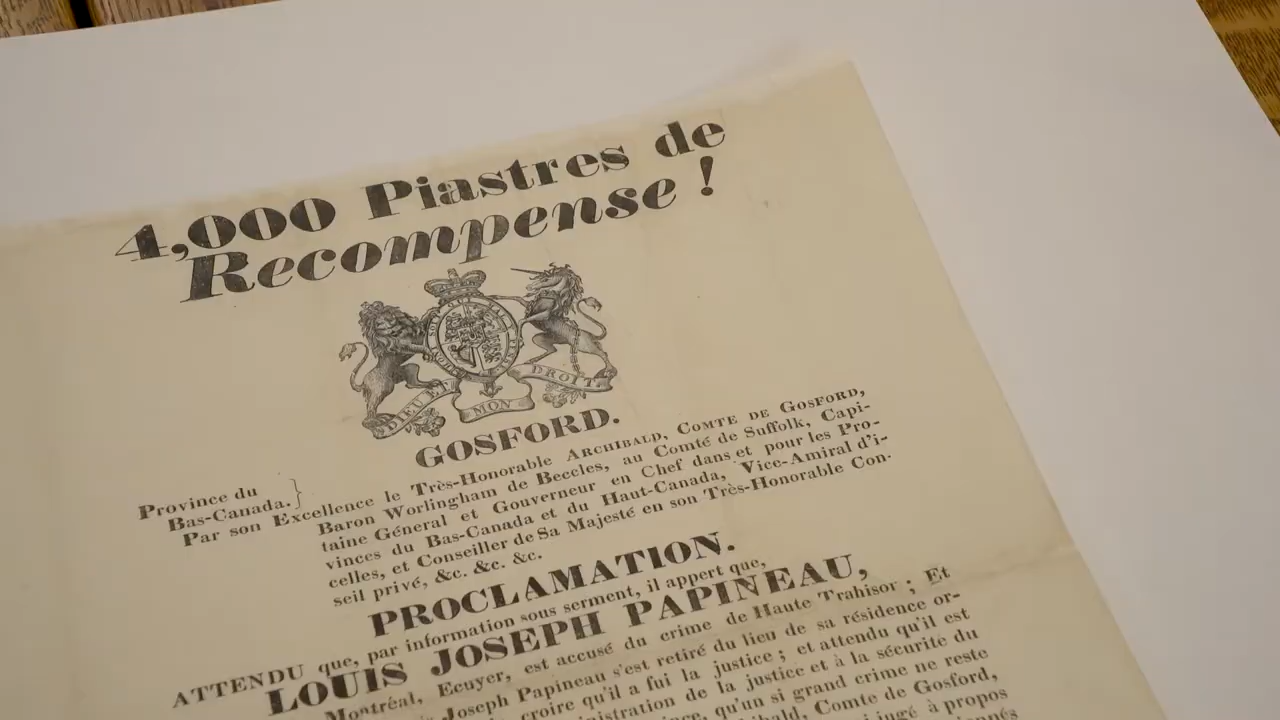 4,000 Piastres de
Recompense !
DIEU ET MON DROIT.
GOSFORD.
Province du
Bas-Canada. }
Par son Excellence le Très-Honorable ARCHIBALD, COMTE DE GOSFORD,
Baron Worlingham de Beccles, au Comté de Suffolk, Capi-
taine Général et Gouverneur en Chef dans et pour les Pro-
vinces du Bas-Canada et du Haut-Canada, Vice-Amiral d'i-
celles, et Conseiller de Sa Majesté en son Très-Honorable Con-
seil privé, &c. &c. &c.
PROCLAMATION.
ATTENDU que, par information sous serment, il appert que,
LOUIS JOSEPH PAPINEAU,
Montréal, Ecuyer, est accusé du crime de Haute Trahisor ; Et
Joseph Papineau s'est retiré du lieu de sa résidence or-
croire qu'il a fui la justice ; et attendu qu'il est
istration de la justice et à la sécurité du
qu'un si grand crime ne reste
Comte de Gosford,
jugé à propos